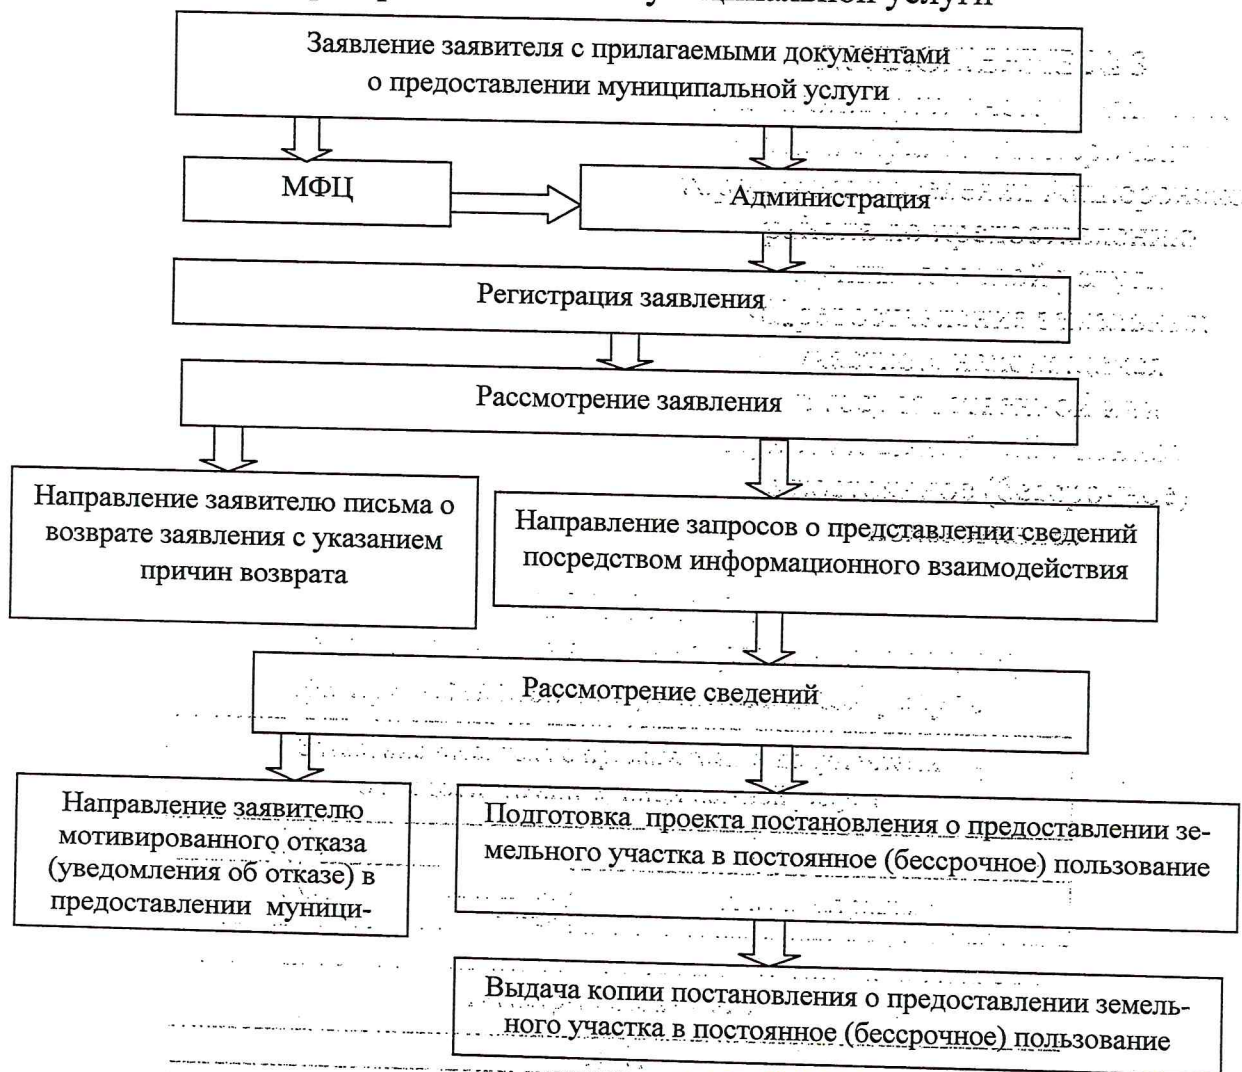 муниципальной услуги
Заявление заявителя с прилагаемыми документами
о предоставлении муниципальной услуги
МФЦ
Администрация
Регистрация заявления
Рассмотрение заявления
Направление заявителю письма о
возврате заявления с указанием
причин возврата
Направление запросов о представлении сведений
посредством информационного взаимодействия
Рассмотрение сведений
Направление заявителю
мотивированного отказа
(уведомления об отказе) в
предоставлении муници-
Подготовка проекта постановления о предоставлении зе-
мельного участка в постоянное (бессрочное) пользование
Выдача копии постановления о предоставлении земель-
ного участка в постоянное (бессрочное) пользование